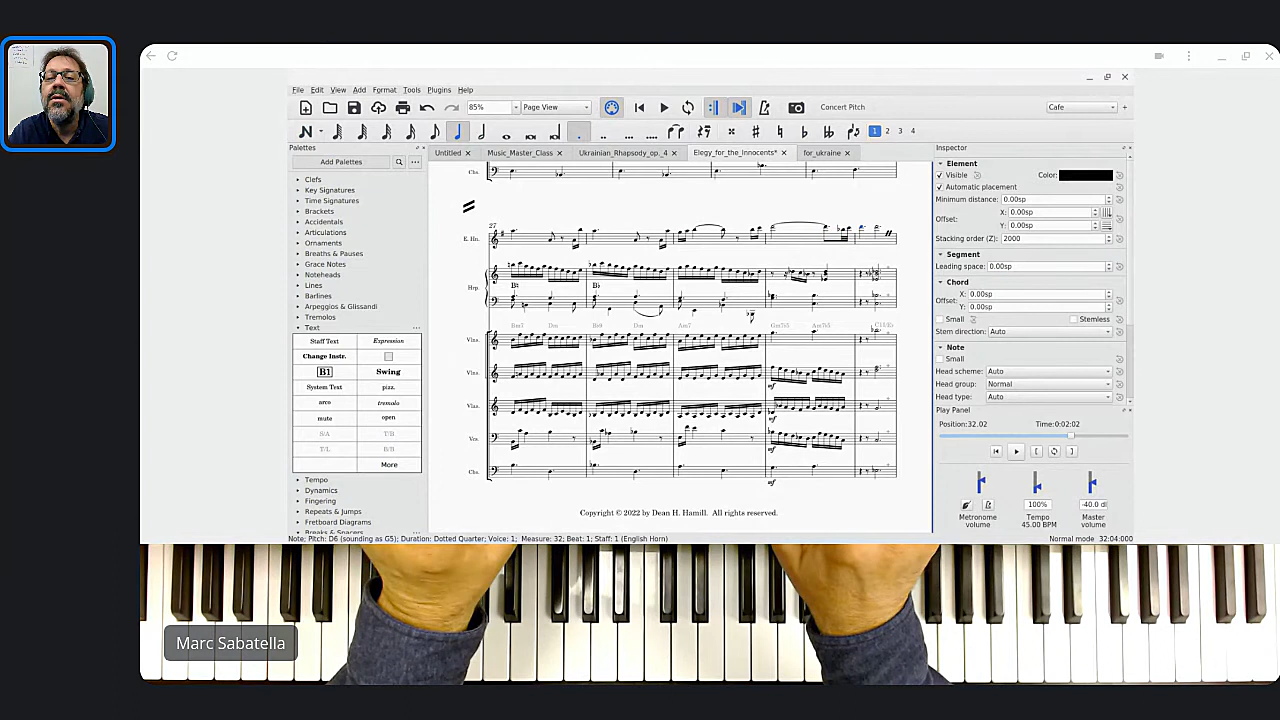 File Edit View Add Format Tools Plugins Help
85% Page View Concert Pitch Cafe +
N 1 2 3 4
Palettes
Untitled Music_Master_Class Ukrainian_Rhapsody_op._4 Elegy_for_the_Innocents* for_ukraine
Inspector
Add Palettes
Clefs
Key Signatures
Time Signatures
Brackets
Accidentals
Articulations
Ornaments
Breaths & Pauses
Grace Notes
Noteheads
Lines
Barlines
Arpeggios & Glissandi
Tremolos
Text
Staff Text Expression
Change Instr.
B1 Swing
System Text pizz.
arco tremolo
mute open
S/A T/B
T/L B/B
More
Tempo
Dynamics
Fingering
Repeats & Jumps
Fretboard Diagrams
Breaks & Spacers
Cbs.
27
E. Hn.
Hrp.
Vlns.
Vlns.
Vlas.
mf
Vcs.
mf
Cbs.
mf
Copyright © 2022 by Dean H. Hamill. All rights reserved.
Element
Visible Color:
Automatic placement
Minimum distance: 0.00sp
Offset: X: 0.00sp
Y: 0.00sp
Stacking order (Z): 2000
Segment
Leading space: 0.00sp
Chord
Offset: X: 0.00sp
Y: 0.00sp
Small Stemless
Stem direction: Auto
Note
Small
Head scheme: Auto
Head group: Normal
Head type: Auto
Play Panel
Position:32.02 Time:0:02:02
100% -40.0 dl
Metronome volume Tempo 45.00 BPM Master volume
Note; Pitch: D6 (sounding as G5); Duration: Dotted Quarter; Voice: 1; Measure: 32; Beat: 1; Staff: 1 (English Horn) Normal mode 32:04:000
Marc Sabatella